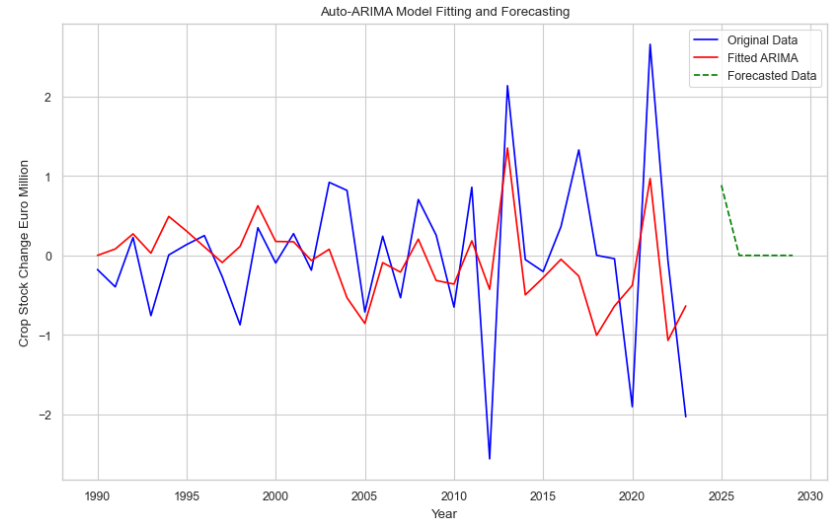 Auto-ARIMA Model Fitting and Forecasting
Original Data
Fitted ARIMA
Forecasted Data
Crop Stock Change Euro Million
2
1
0
−1
−2
1990 1995 2000 2005 2010 2015 2020 2025 2030
Year